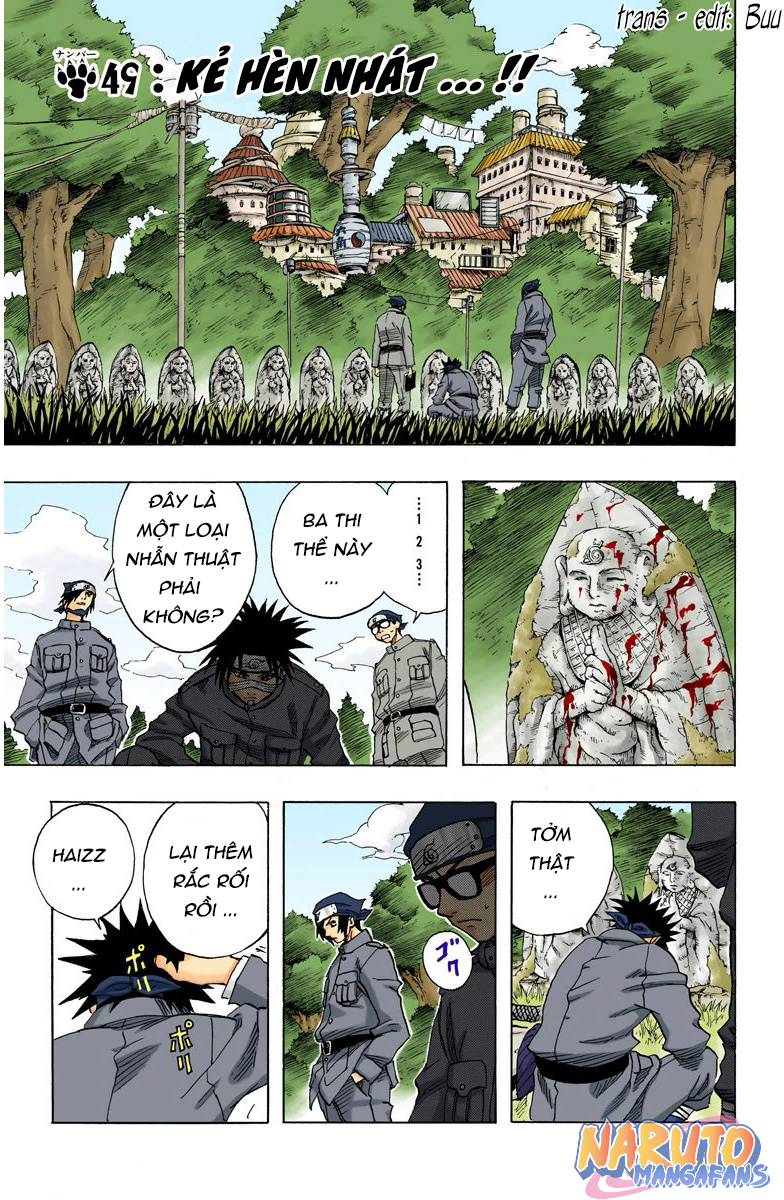 trans - edit: Buu
ナンバー
49 : KẺ HÈN NHÁT ... !!
...
1
2
3...
BA THI
THỂ NÀY
...
ĐÂY LÀ
MỘT LOẠI
NHẪN THUẬT
PHẢI
KHÔNG?
TỞM
THẬT
...
ゴク
LẠI THÊM
RẮC RỐI
RỒI ...
HAIZZ
...
ポリ
ポリ
NARUTO
MANGAFANS